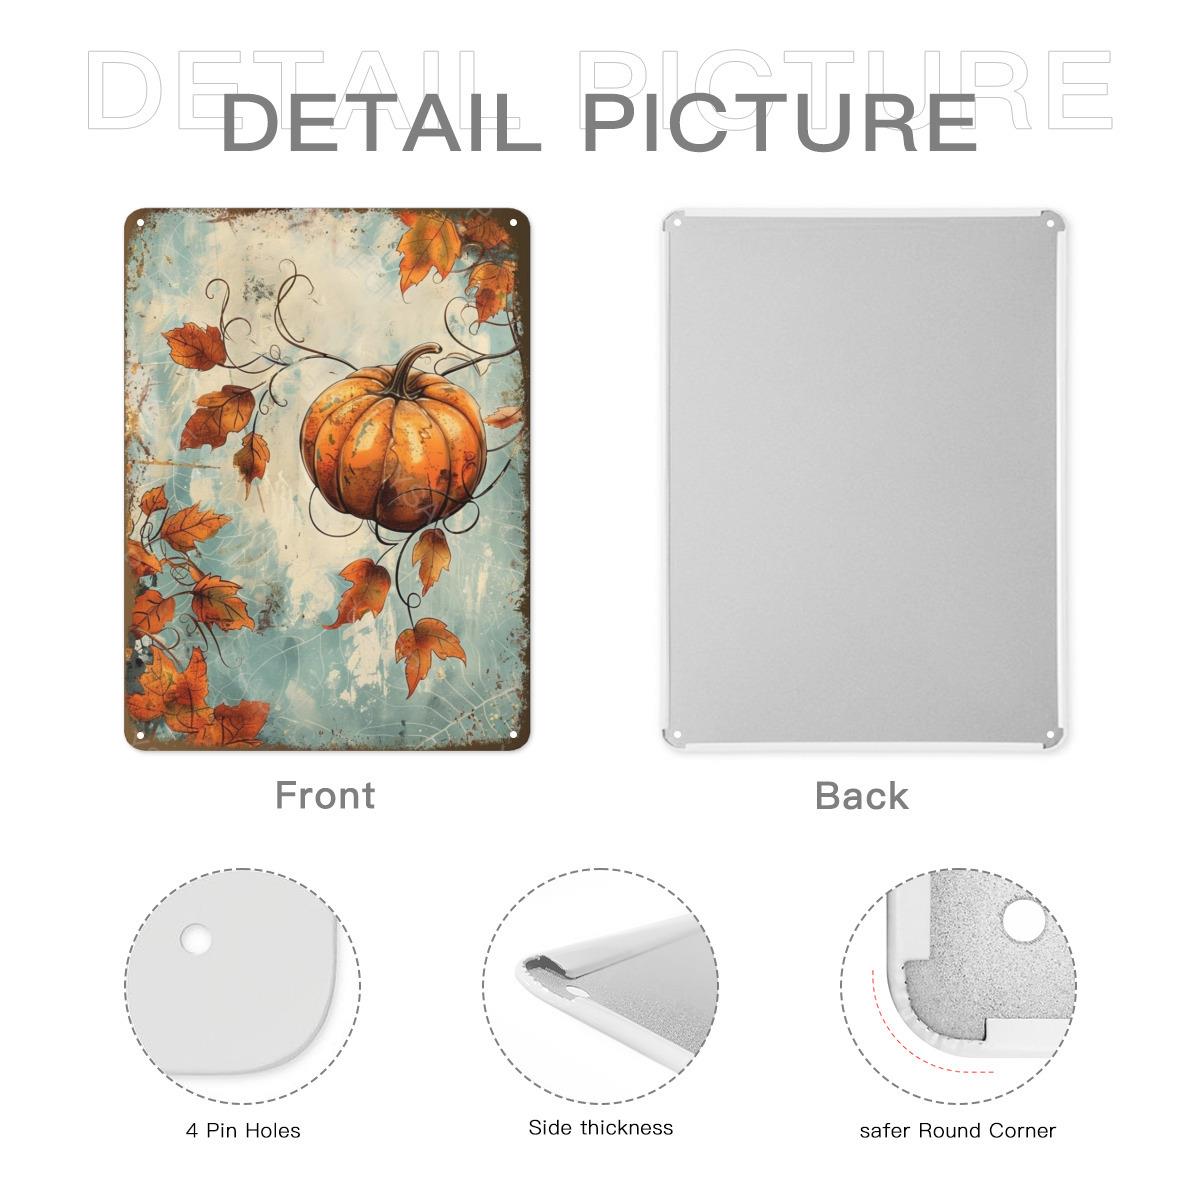 DETAIL PICTURE
DETAIL PICTURE
Front
Back
4 Pin Holes
Side thickness
safer Round Corner